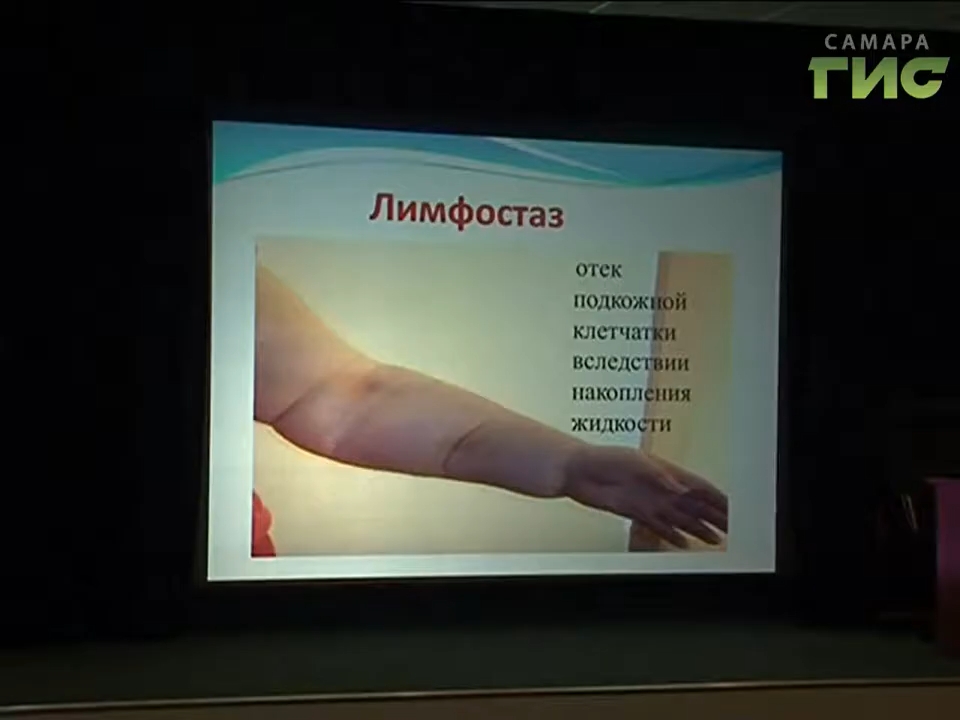 САМАРА
ГИС
Лимфостаз
отек
подкожной
клетчатки
вследствии
накопления
жидкости